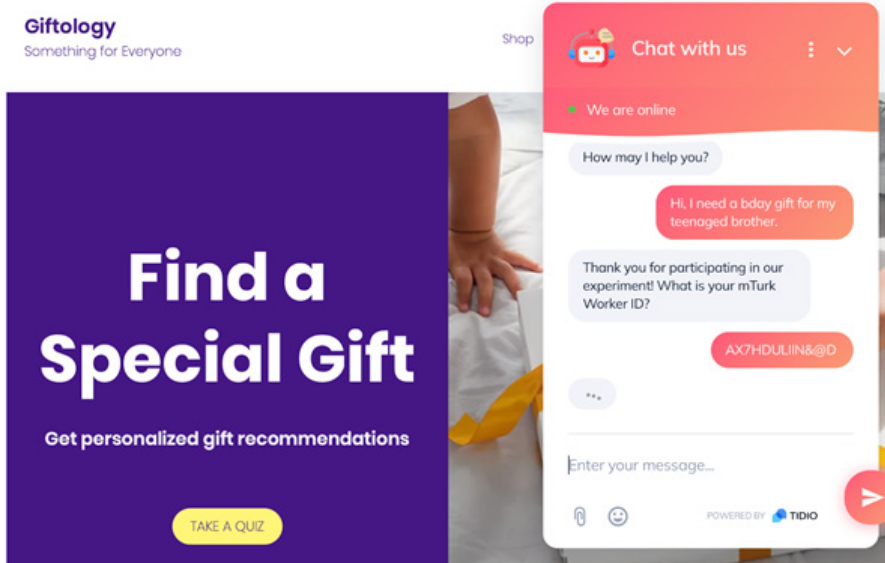 Giftology
Something for Everyone
Shop
Find a
Special Gift
Get personalized gift recommendations
TAKE A QUIZ
Chat with us
We are online
How may I help you?
Hi, I need a bday gift for my
teenaged brother.
Thank you for participating in our
experiment! What is your mTurk
Worker ID?
AX7HDULIIN&@D
Enter your message...
POWERED BY TIDIO